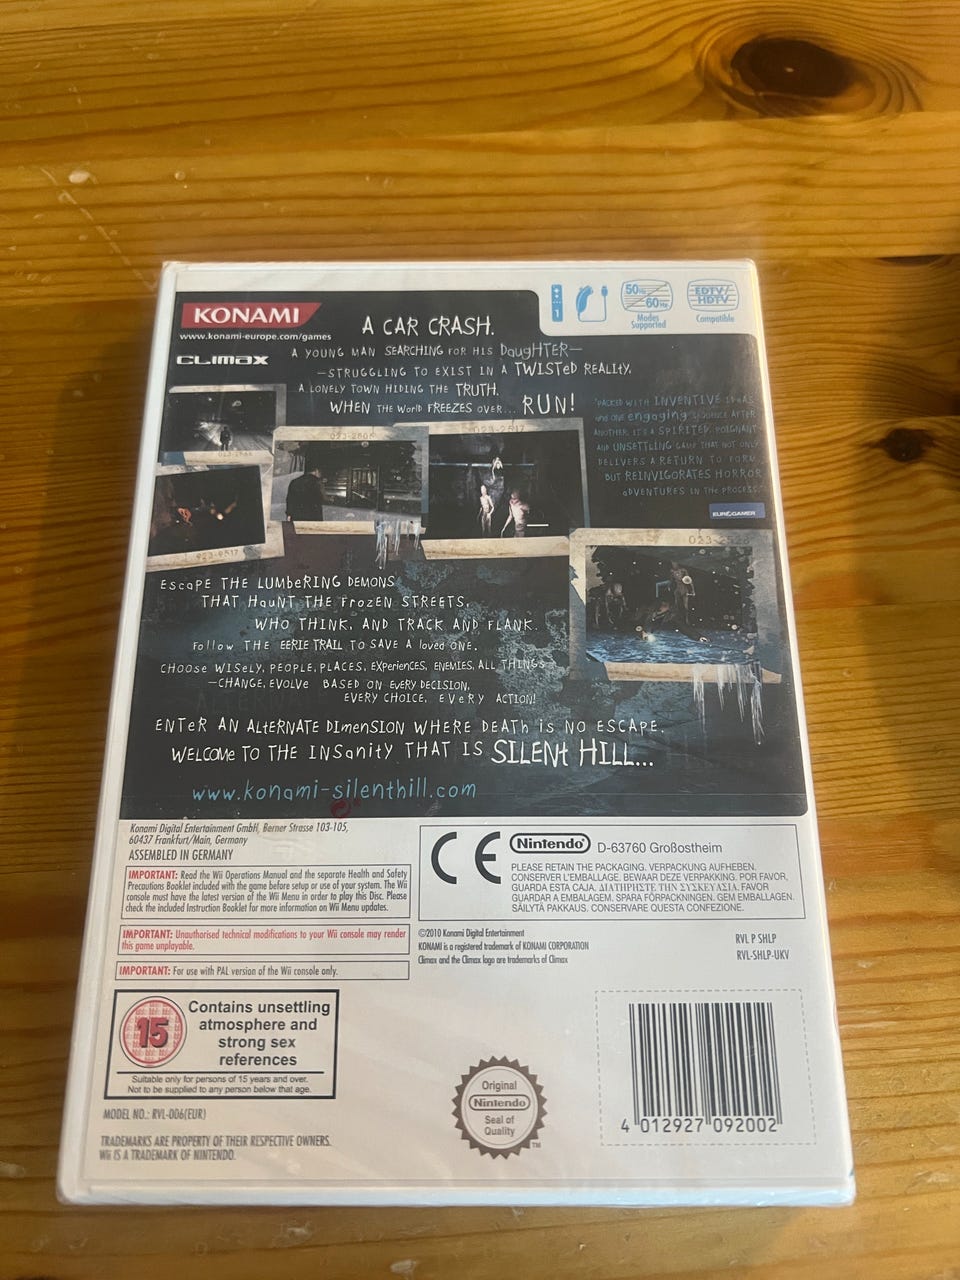 KONAMI
www.konami-europe.com/games
CLIMAX
50Hz
60Hz
Modes
Supported
EDTV/
HDTV
Compatible
1
A CAR CRASH.
A YOUNG MAN SEARCHING FOR HIS DaugHTER—
—STRUGGLING TO EXIST IN A TWISTED REALITY,
A LONELY TOWN HIDING THE TRUTH.
WHEN THE World FREEZES OVER... RUN!
"PACKED WITH INVENTIVE IDEAS
AND ONE engaging SEQUENCE AFTER
ANOTHER, IT'S A SPIRITED, POIGNANT
AND UNSETTLING GAME THAT NOT ONLY
DELIVERS A RETURN TO FORM,
BUT REINVIGORATES HORROR
aDVENTURES IN THE PROCESS."
EUROGAMER
023-2517
023-2528
EscaPE THE LUMbeRING DEMONS
THAT HauNT THE FrozEN STREETS,
WHO THINK, AND TRACK AND FLANK.
Follow THE EERIE TRAIL TO SAVE A loved ONE.
CHOOSE WISely, PEOPLE, PLACES, EXPerieNCES, ENEMIES, ALL THINGS
—CHANGE, EVOLVE BASED ON EVERY DECISION,
EVERY CHOICE, EVeRY ACTION!
ENTeR AN ALTERNATE DImenSION WHERE DEATh is NO ESCAPE.
WELCOMe TO THE INSanity THAT IS SILENt HILL...
www.konami-silenthill.com
Konami Digital Entertainment GmbH, Berner Strasse 103-105,
60437 Frankfurt/Main, Germany
ASSEMBLED IN GERMANY
IMPORTANT: Read the Wii Operations Manual and the separate Health and Safety
Precautions Booklet included with the game before setup or use of your system. The Wii
console must have the latest version of the Wii Menu in order to play this Disc. Please
check the included Instruction Booklet for more information on Wii Menu updates.
IMPORTANT: Unauthorised technical modifications to your Wii console may render
this game unplayable.
IMPORTANT: For use with PAL version of the Wii console only.
CE Nintendo D-63760 Großostheim
PLEASE RETAIN THE PACKAGING. VERPACKUNG AUFHEBEN.
CONSERVER L'EMBALLAGE. BEWAAR DEZE VERPAKKING. POR FAVOR,
GUARDA ESTA CAJA. ΔΙΑΤΗΡΗΣΤΕ ΤΗΝ ΣΥΣΚΕΥΑΣΙΑ. FAVOR
GUARDAR A EMBALAGEM. SPARA FÖRPACKNINGEN. GEM EMBALLAGEN.
SÄILYTÄ PAKKAUS. CONSERVARE QUESTA CONFEZIONE.
©2010 Konami Digital Entertainment
KONAMI is a registered trademark of KONAMI CORPORATION
Climax and the Climax logo are trademarks of Climax
RVL P SHLP
RVL-SHLP-UKV
15
Contains unsettling
atmosphere and
strong sex
references
Suitable only for persons of 15 years and over.
Not to be supplied to any person below that age.
MODEL NO.: RVL-006(EUR)
TRADEMARKS ARE PROPERTY OF THEIR RESPECTIVE OWNERS.
Wii IS A TRADEMARK OF NINTENDO.
Original
Nintendo
Seal of
Quality
TM
4 012927 092002